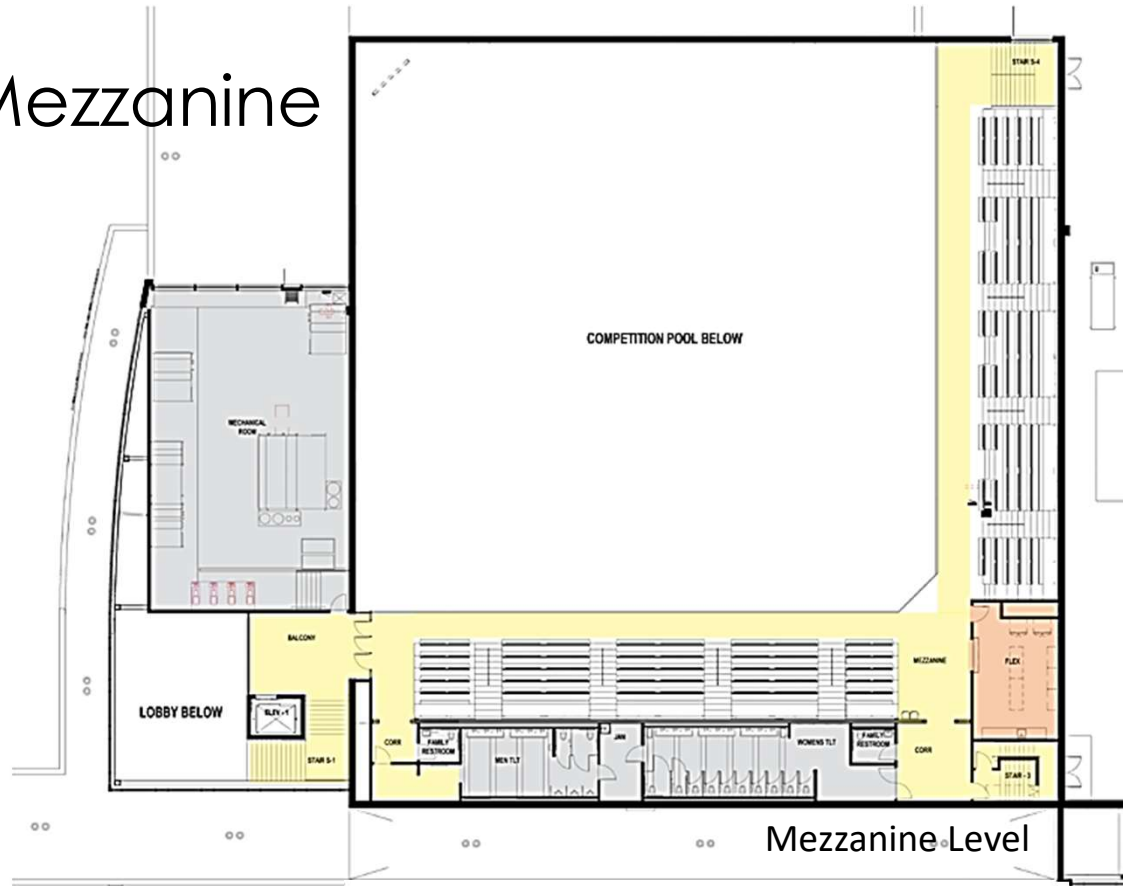 Mezzanine
STAIR S-4
COMPETITION POOL BELOW
MECHANICAL
ROOM
BALCONY
MEZZANINE
FLEX
LOBBY BELOW
ELEV-1
STAIR S-1
CORR
FAMILY
RESTROOM
MEN TLT
JAN
WOMENS TLT
FAMILY
RESTROOM
CORR
STAIR - 3
Mezzanine Level